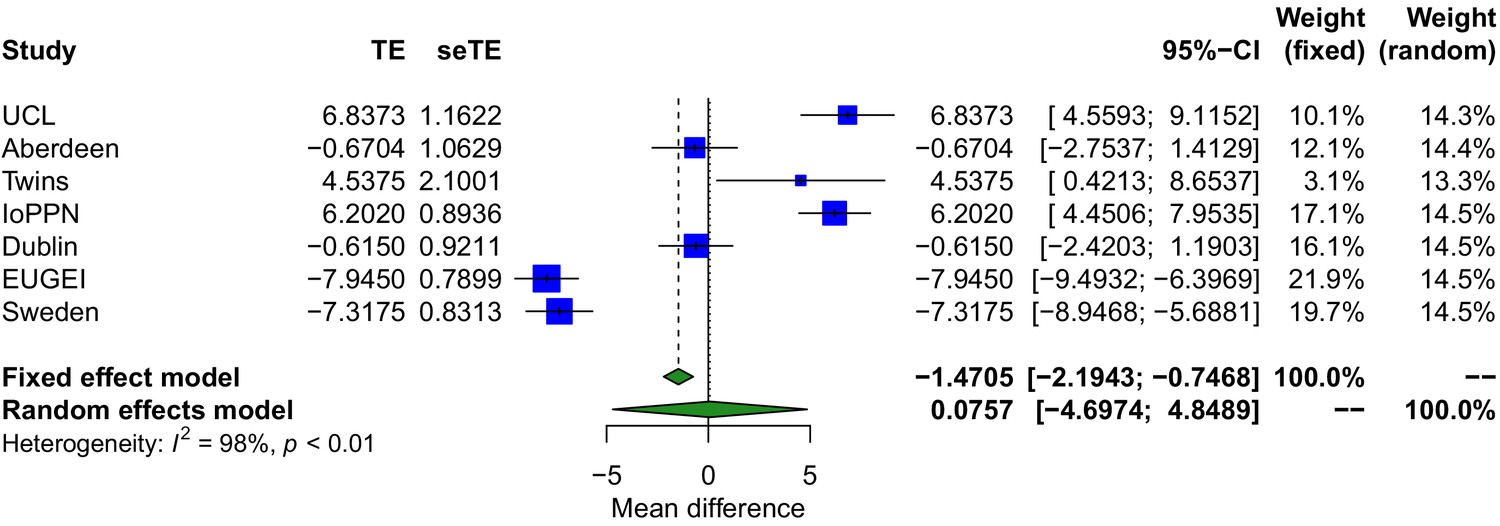 Weight Weight
Study TE seTE 95%−CI (fixed) (random)
UCL 6.8373 1.1622 6.8373 [ 4.5593; 9.1152] 10.1% 14.3%
Aberdeen −0.6704 1.0629 −0.6704 [−2.7537; 1.4129] 12.1% 14.4%
Twins 4.5375 2.1001 4.5375 [ 0.4213; 8.6537] 3.1% 13.3%
IoPPN 6.2020 0.8936 6.2020 [ 4.4506; 7.9535] 17.1% 14.5%
Dublin −0.6150 0.9211 −0.6150 [−2.4203; 1.1903] 16.1% 14.5%
EUGEI −7.9450 0.7899 −7.9450 [−9.4932; −6.3969] 21.9% 14.5%
Sweden −7.3175 0.8313 −7.3175 [−8.9468; −5.6881] 19.7% 14.5%
Fixed effect model −1.4705 [−2.1943; −0.7468] 100.0% −−
Random effects model 0.0757 [−4.6974; 4.8489] −− 100.0%
Heterogeneity: I² = 98%, p < 0.01
−5 0 5
Mean difference